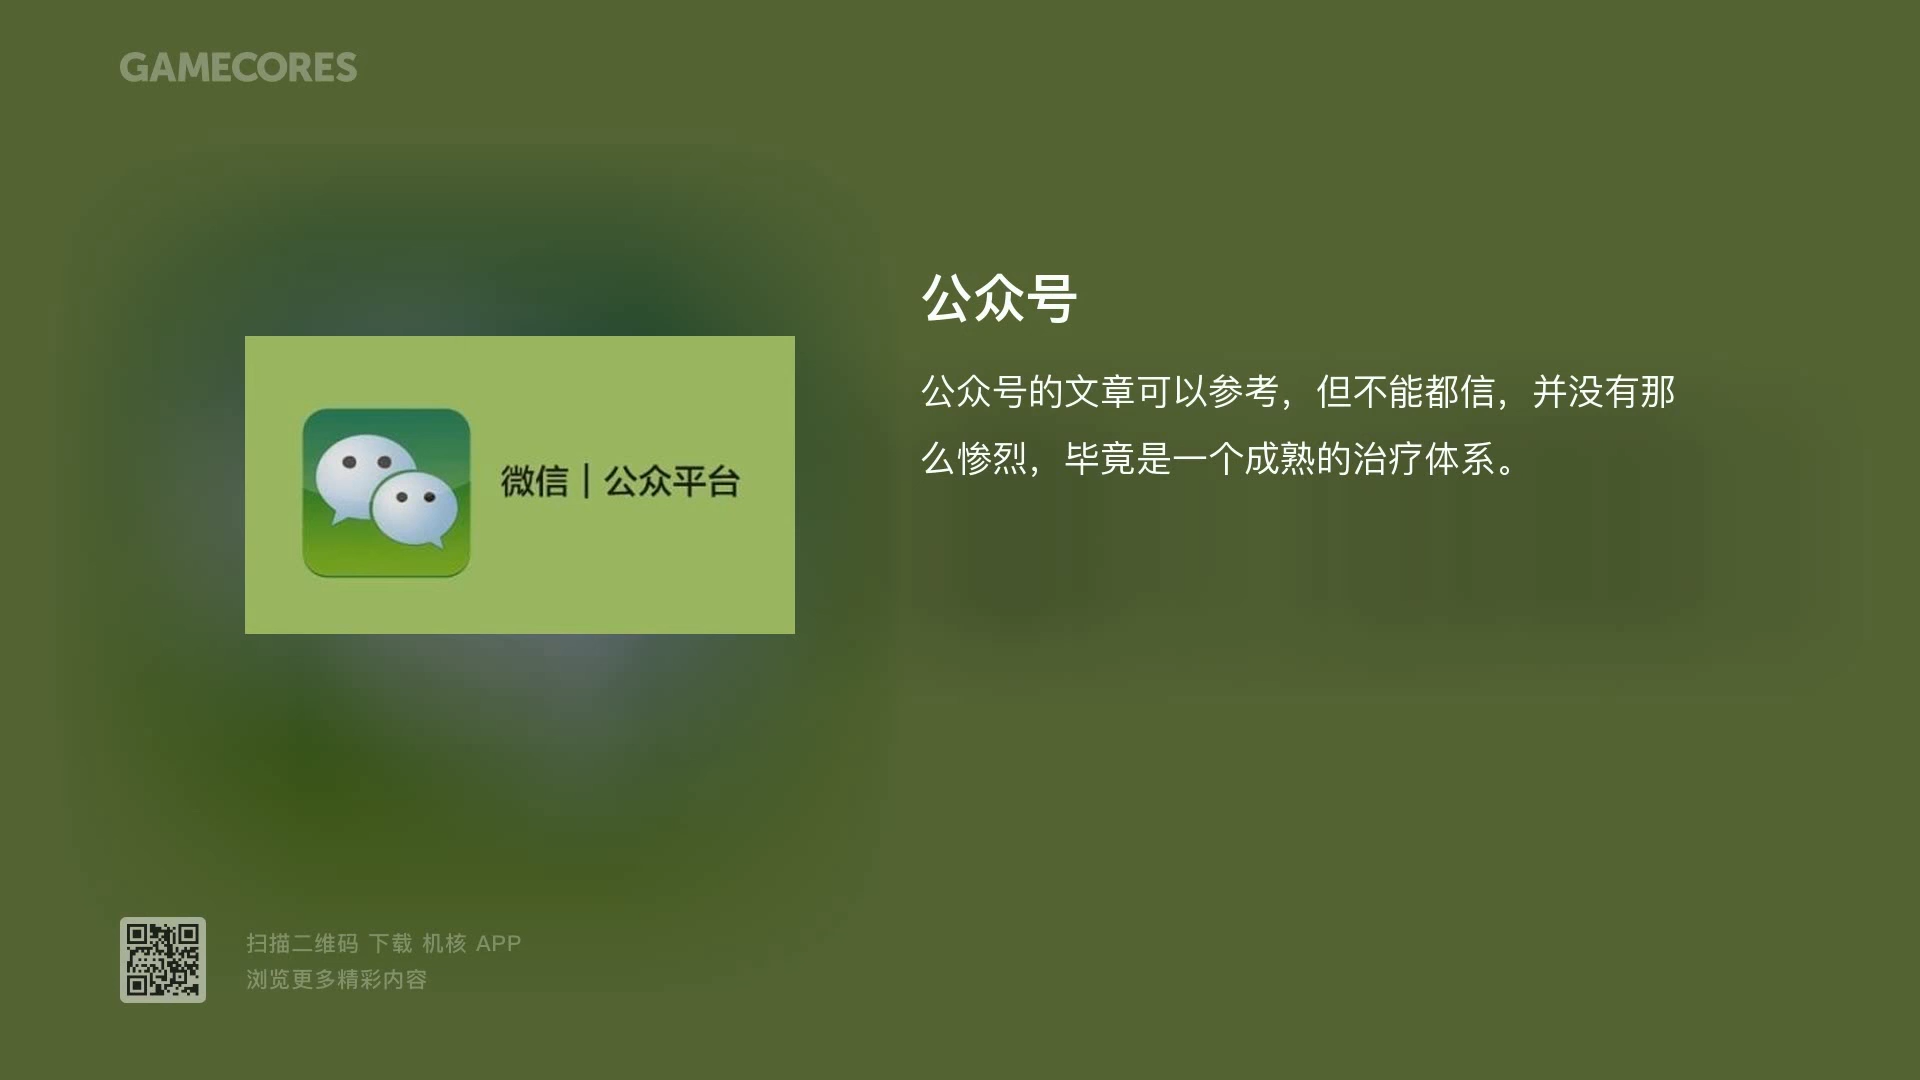 GAMECORES
微信｜公众平台
公众号
公众号的文章可以参考，但不能都信，并没有那
么惨烈，毕竟是一个成熟的治疗体系。
扫描二维码 下载 机核 APP
浏览更多精彩内容